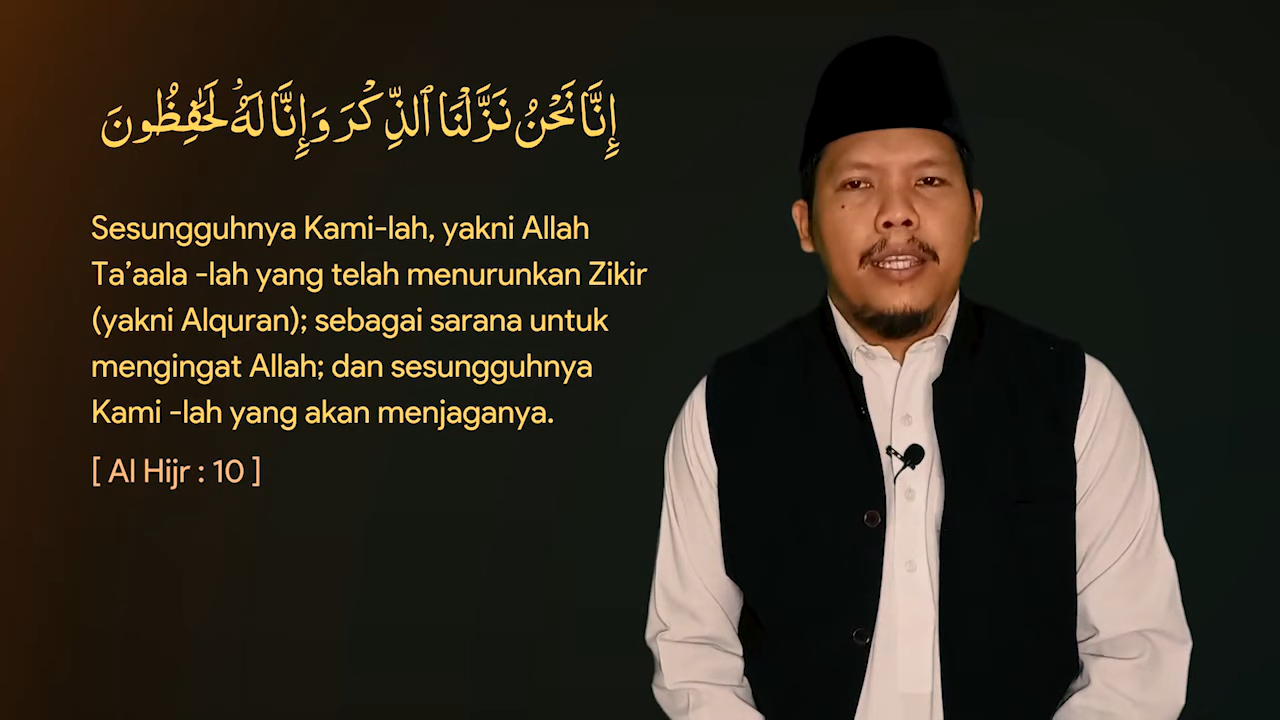 إِنَّا نَحْنُ نَزَّلْنَا ٱلذِّكْرَ وَإِنَّا لَهُۥ لَحَٰفِظُونَ
Sesungguhnya Kami-lah, yakni Allah
Ta’aala -lah yang telah menurunkan Zikir
(yakni Alquran); sebagai sarana untuk
mengingat Allah; dan sesungguhnya
Kami -lah yang akan menjaganya.
[ Al Hijr : 10 ]